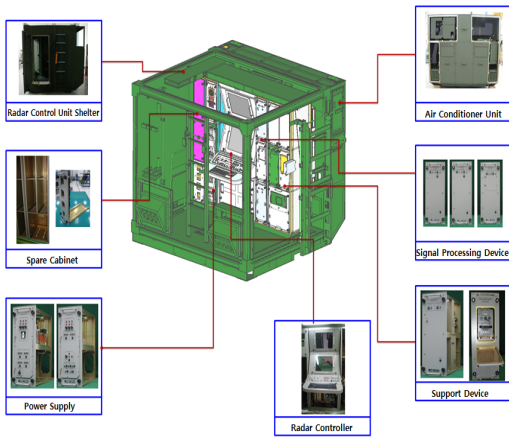 Radar Control Unit Shelter
Air Conditioner Unit
Spare Cabinet
Signal Processing Device
Power Supply
Radar Controller
Support Device